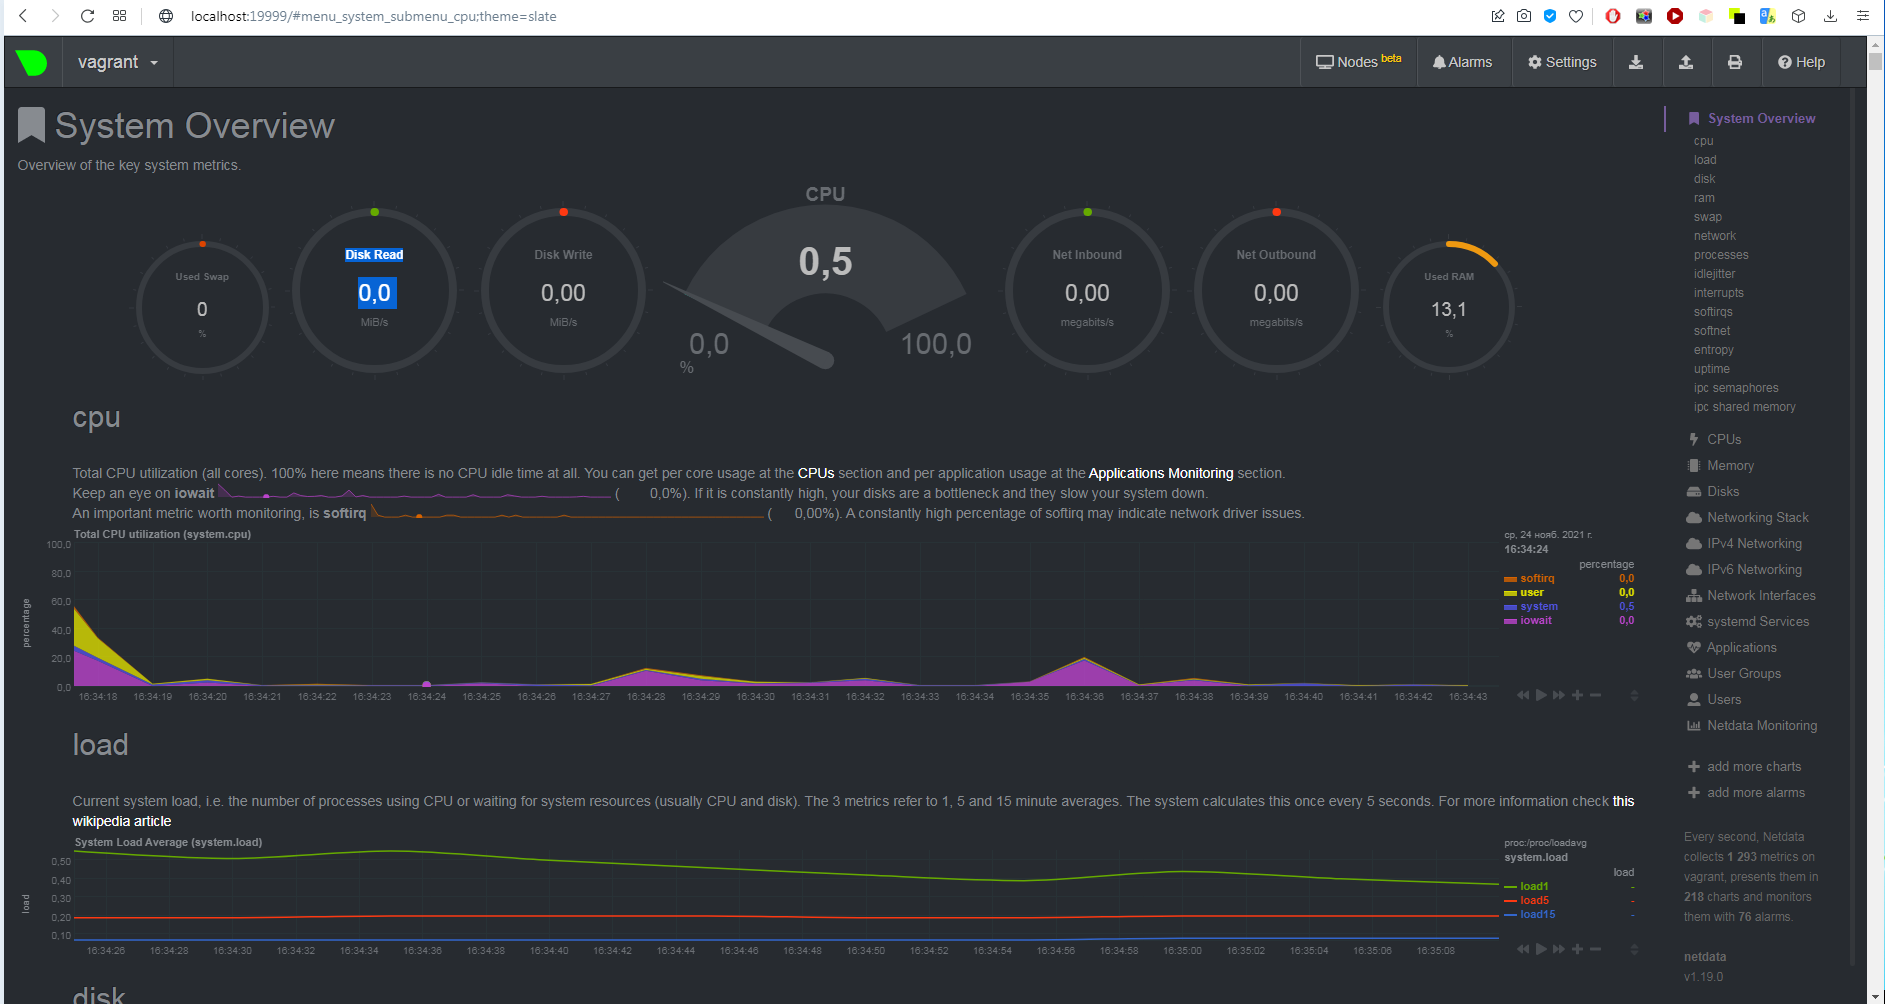 localhost:19999/#menu_system_submenu_cpu;theme=slate
vagrant
Nodes beta
Alarms
Settings
Help
System Overview
Overview of the key system metrics.
Used Swap
0
%
Disk Read
0,0
MiB/s
Disk Write
0,00
MiB/s
CPU
0,5
0,0
100,0
%
Net Inbound
0,00
megabits/s
Net Outbound
0,00
megabits/s
Used RAM
13,1
%
cpu
Total CPU utilization (all cores). 100% here means there is no CPU idle time at all. You can get per core usage at the CPUs section and per application usage at the Applications Monitoring section.
Keep an eye on iowait ( 0,0%). If it is constantly high, your disks are a bottleneck and they slow your system down.
An important metric worth monitoring, is softirq ( 0,00%). A constantly high percentage of softirq may indicate network driver issues.
Total CPU utilization (system.cpu)
percentage
100,0
80,0
60,0
40,0
20,0
0,0
16:34:18 16:34:19 16:34:20 16:34:21 16:34:22 16:34:23 16:34:24 16:34:25 16:34:26 16:34:27 16:34:28 16:34:29 16:34:30 16:34:31 16:34:32 16:34:33 16:34:34 16:34:35 16:34:36 16:34:37 16:34:38 16:34:39 16:34:40 16:34:41 16:34:42 16:34:43
ср, 24 нояб. 2021 г.
16:34:24
percentage
softirq 0,0
user 0,0
system 0,5
iowait 0,0
load
Current system load, i.e. the number of processes using CPU or waiting for system resources (usually CPU and disk). The 3 metrics refer to 1, 5 and 15 minute averages. The system calculates this once every 5 seconds. For more information check this
wikipedia article
System Load Average (system.load)
load
0,50
0,40
0,30
0,20
0,10
16:34:26 16:34:28 16:34:30 16:34:32 16:34:34 16:34:36 16:34:38 16:34:40 16:34:42 16:34:44 16:34:46 16:34:48 16:34:50 16:34:52 16:34:54 16:34:56 16:34:58 16:35:00 16:35:02 16:35:04 16:35:06 16:35:08
proc:/proc/loadavg
system.load
load
load1 -
load5 -
load15 -
disk
System Overview
cpu
load
disk
ram
swap
network
processes
idlejitter
interrupts
softirqs
softnet
entropy
uptime
ipc semaphores
ipc shared memory
CPUs
Memory
Disks
Networking Stack
IPv4 Networking
IPv6 Networking
Network Interfaces
systemd Services
Applications
User Groups
Users
Netdata Monitoring
add more charts
add more alarms
Every second, Netdata
collects 1 293 metrics on
vagrant, presents them in
218 charts and monitors
them with 76 alarms.
netdata
v1.19.0